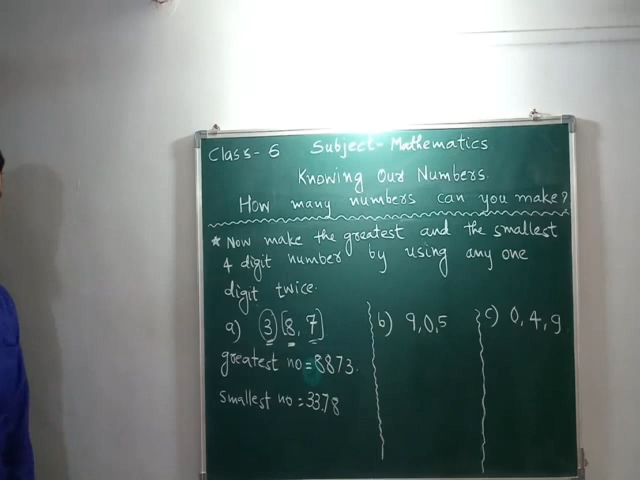 Class- 6 Subject- Mathematics
Knowing Our Numbers.
How many numbers can you make?
* Now make the greatest and the smallest
4 digit number by using any one
digit twice.
a) 3 [8, 7] b) 9,0,5 c) 0,4,9
greatest no = 8873.
smallest no = 3378